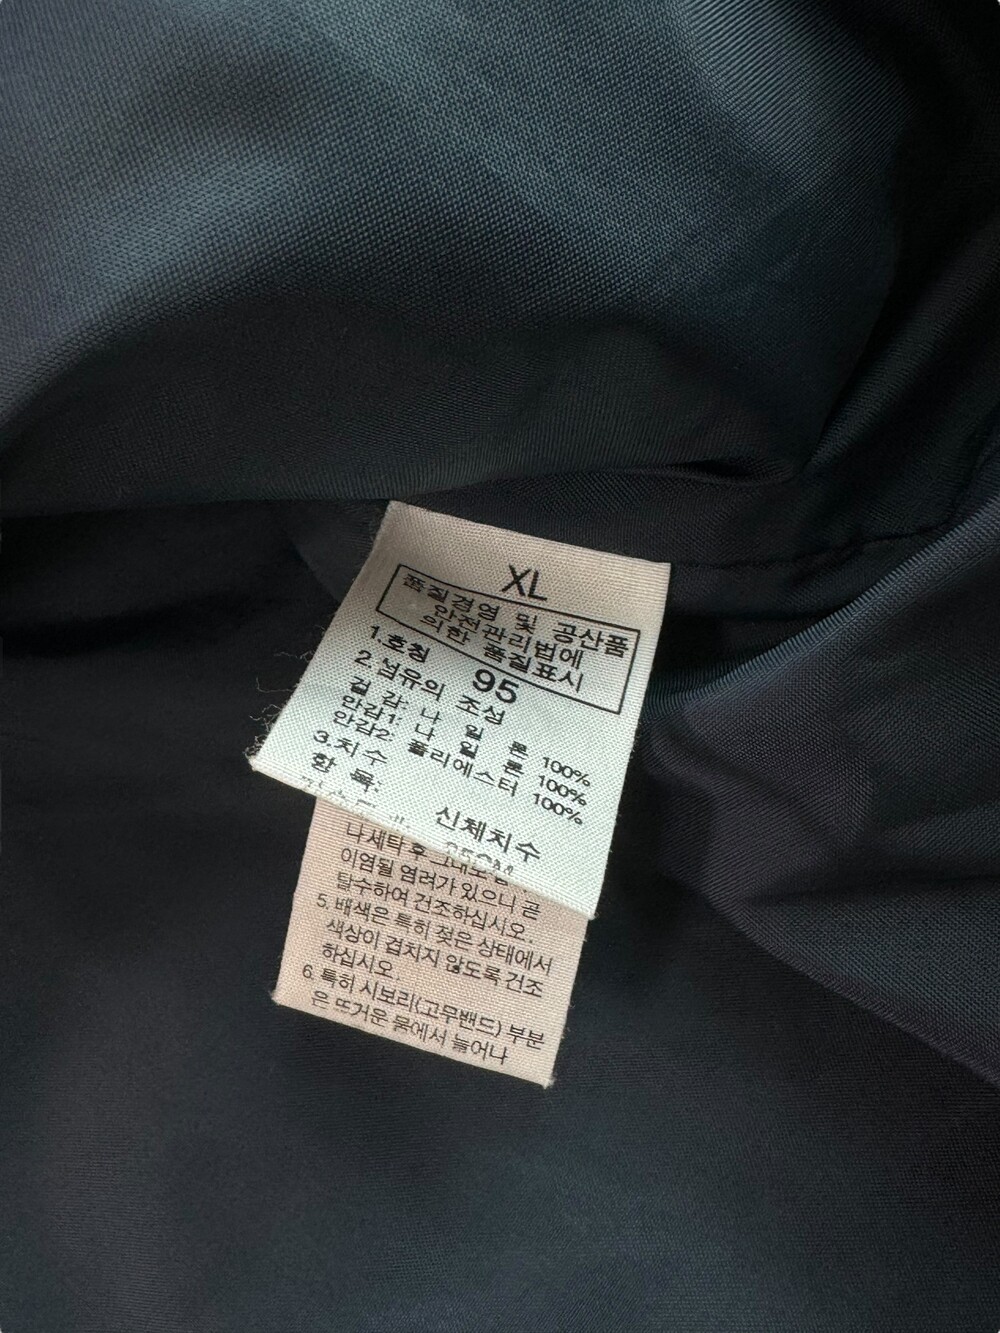 XL
품질경영 및 공산품
안전관리법에
의한 품질표시
1.호칭 95
2.섬유의 조성
겉 감: 나 일 론 100%
안감1: 나 일 론 100%
안감2: 폴리에스터 100%
3.치수
항 목: 신체치수
95CM
나 세탁후
이염될 염려가 있으니 곧
탈수하여 건조하십시오.
5. 배색은 특히 젖은 상태에서
색상이 겹치지 않도록 건조
하십시오.
6. 특히 시보리(고무밴드) 부분
은 뜨거운 물에서 늘어나